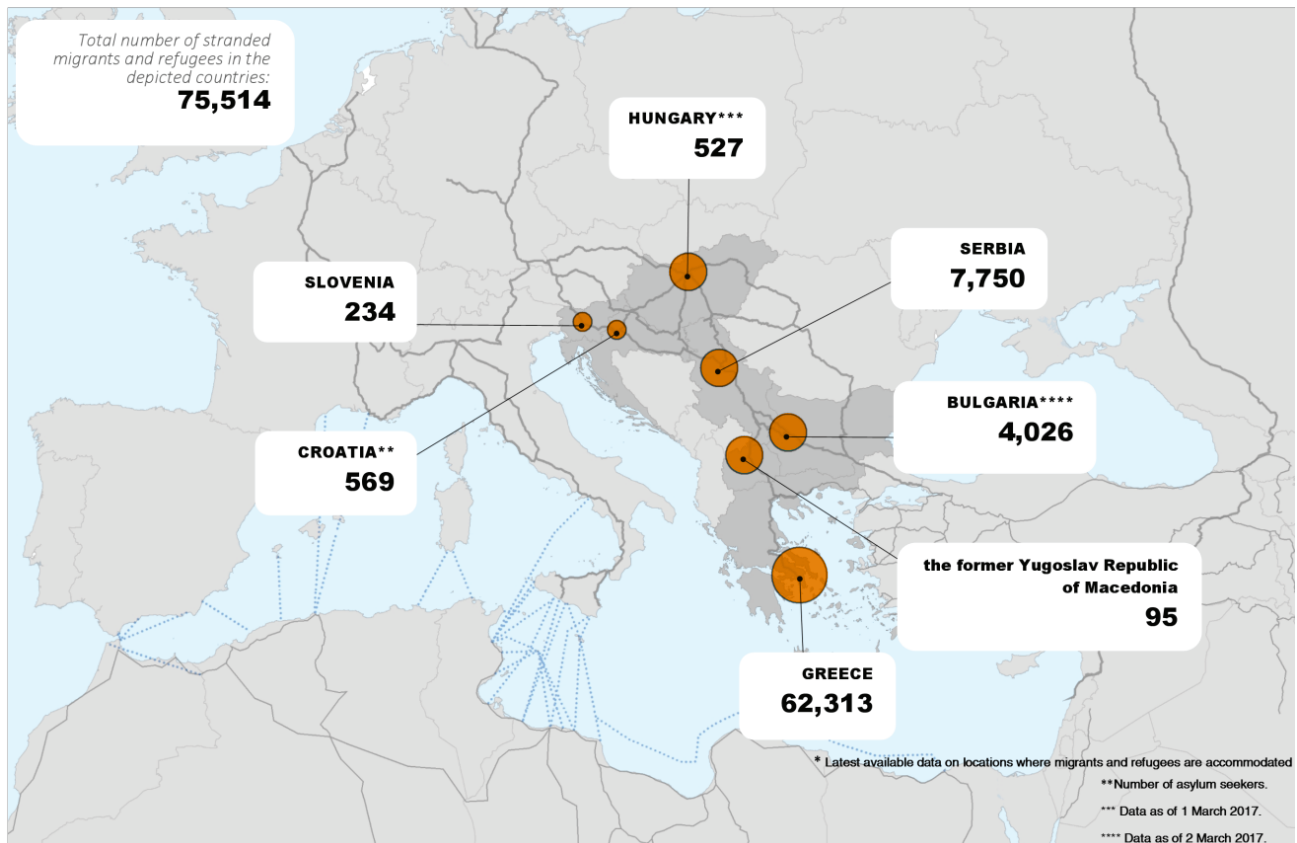 Total number of stranded
migrants and refugees in the
depicted countries:
75,514
HUNGARY***
527
SERBIA
7,750
SLOVENIA
234
BULGARIA****
4,026
CROATIA**
569
the former Yugoslav Republic
of Macedonia
95
GREECE
62,313
* Latest available data on locations where migrants and refugees are accommodated
**Number of asylum seekers.
*** Data as of 1 March 2017.
**** Data as of 2 March 2017.